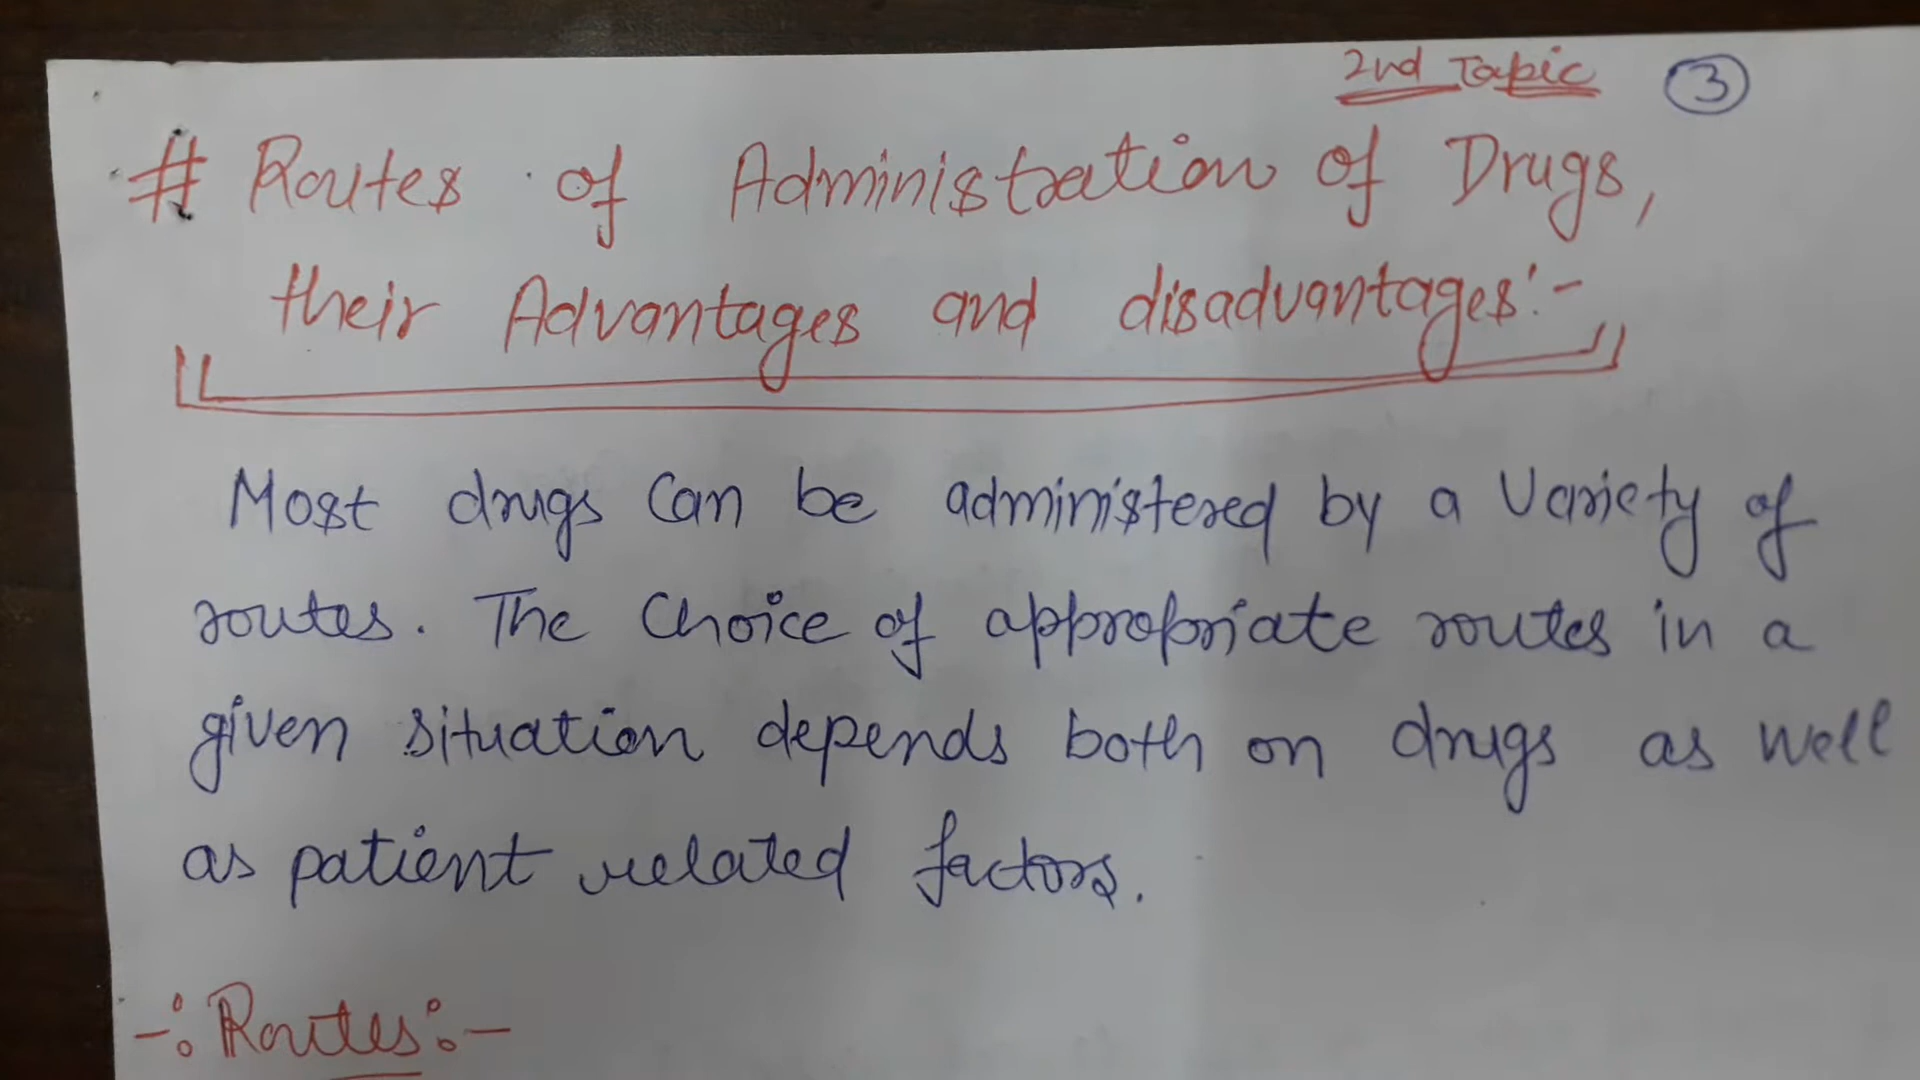 2nd Topic 3
# Routes of Administration of Drugs,
their Advantages and disadvantages:-
Most drugs can be administered by a variety of
routes. The choice of appropriate routes in a
given situation depends both on drugs as well
as patient related factors.
-:Routes:-